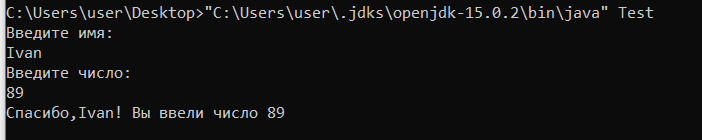 C:\Users\user\Desktop>"C:\Users\user\.jdks\openjdk-15.0.2\bin\java" Test
Введите имя:
Ivan
Введите число:
89
Спасибо,Ivan! Вы ввели число 89